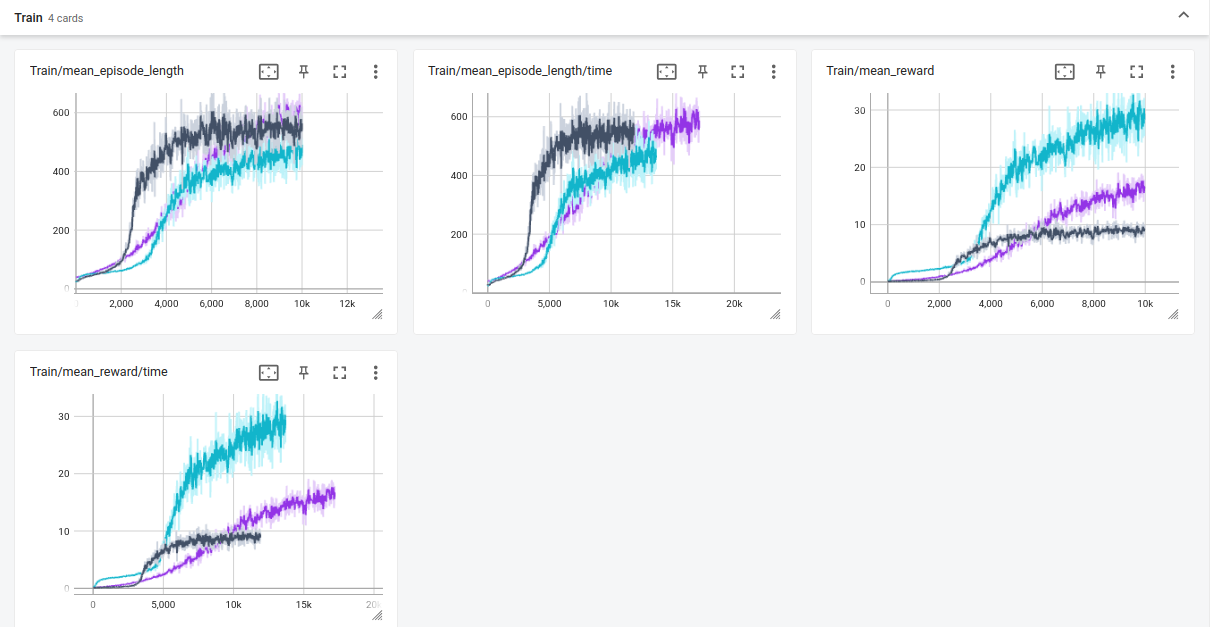 Train 4 cards
Train/mean_episode_length
600
400
200
0
2,000 4,000 6,000 8,000 10k 12k
Train/mean_episode_length/time
600
400
200
0 5,000 10k 15k 20k
Train/mean_reward
30
20
10
0
0 2,000 4,000 6,000 8,000 10k
Train/mean_reward/time
30
20
10
0
0 5,000 10k 15k 20